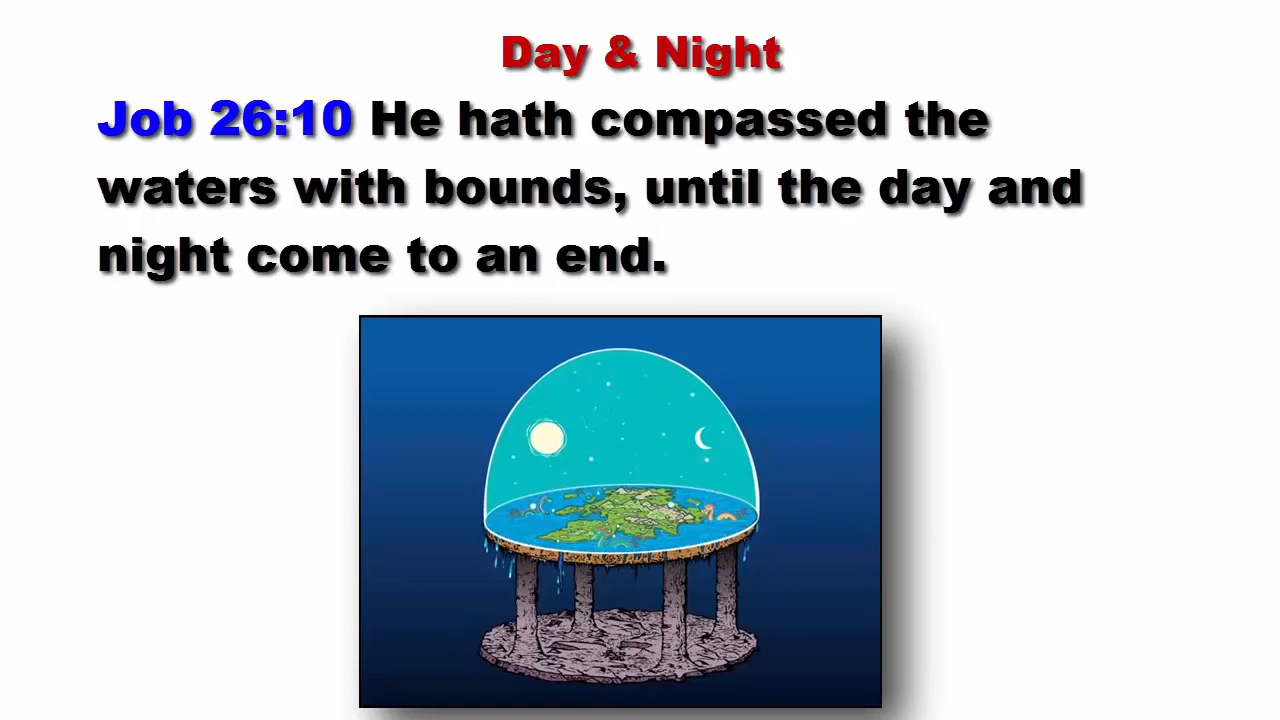 Day & Night
Job 26:10 He hath compassed the
waters with bounds, until the day and
night come to an end.